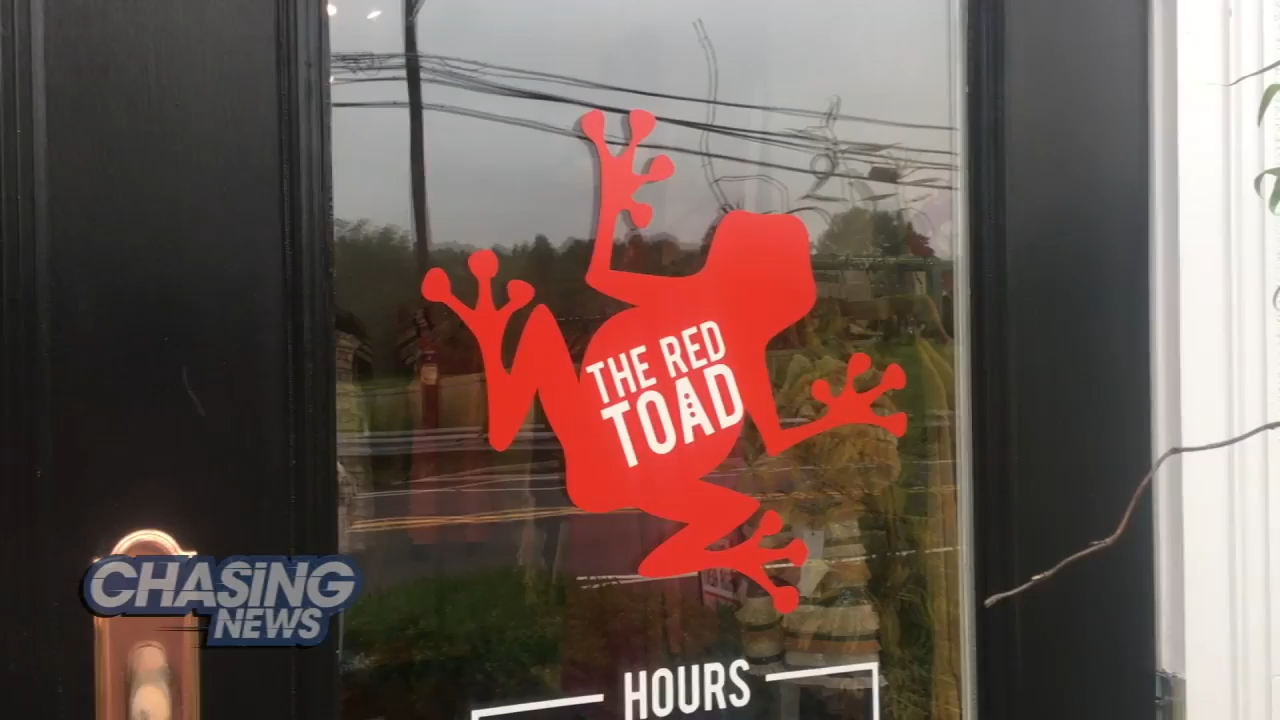 THE RED
TOAD
CHASiNG
NEWS
HOURS